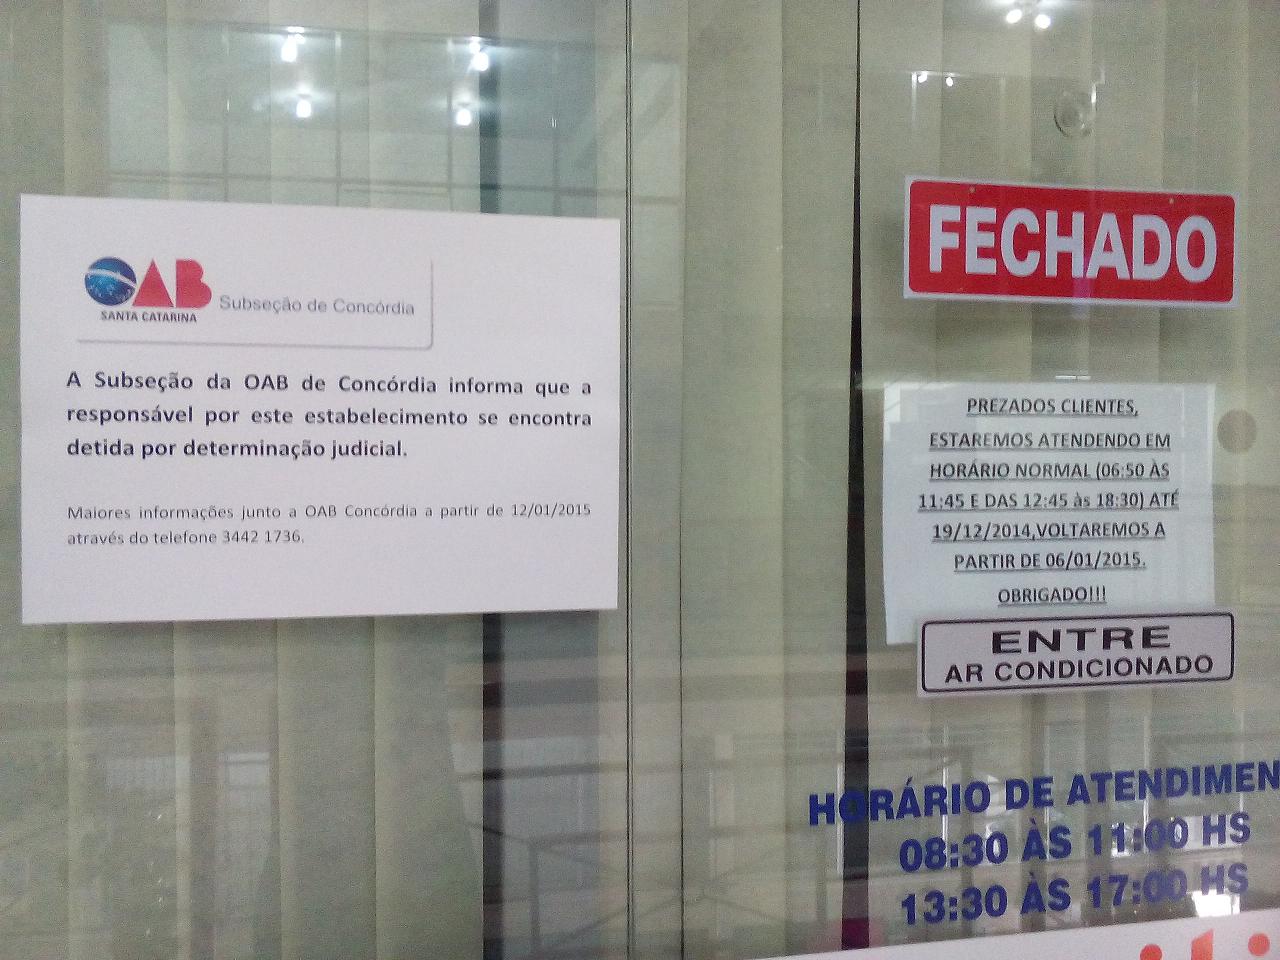 OAB
SANTA CATARINA
Subseção de Concórdia
A Subseção da OAB de Concórdia informa que a
responsável por este estabelecimento se encontra
detida por determinação judicial.
Maiores informações junto a OAB Concórdia a partir de 12/01/2015
através do telefone 3442 1736.
FECHADO
PREZADOS CLIENTES,
ESTAREMOS ATENDENDO EM
HORÁRIO NORMAL (06:50 ÀS
11:45 E DAS 12:45 às 18:30) ATÉ
19/12/2014,VOLTAREMOS A
PARTIR DE 06/01/2015.
OBRIGADO!!!
ENTRE
AR CONDICIONADO
HORÁRIO DE ATENDIMEN
08:30 ÀS 11:00 HS
13:30 ÀS 17:00 HS